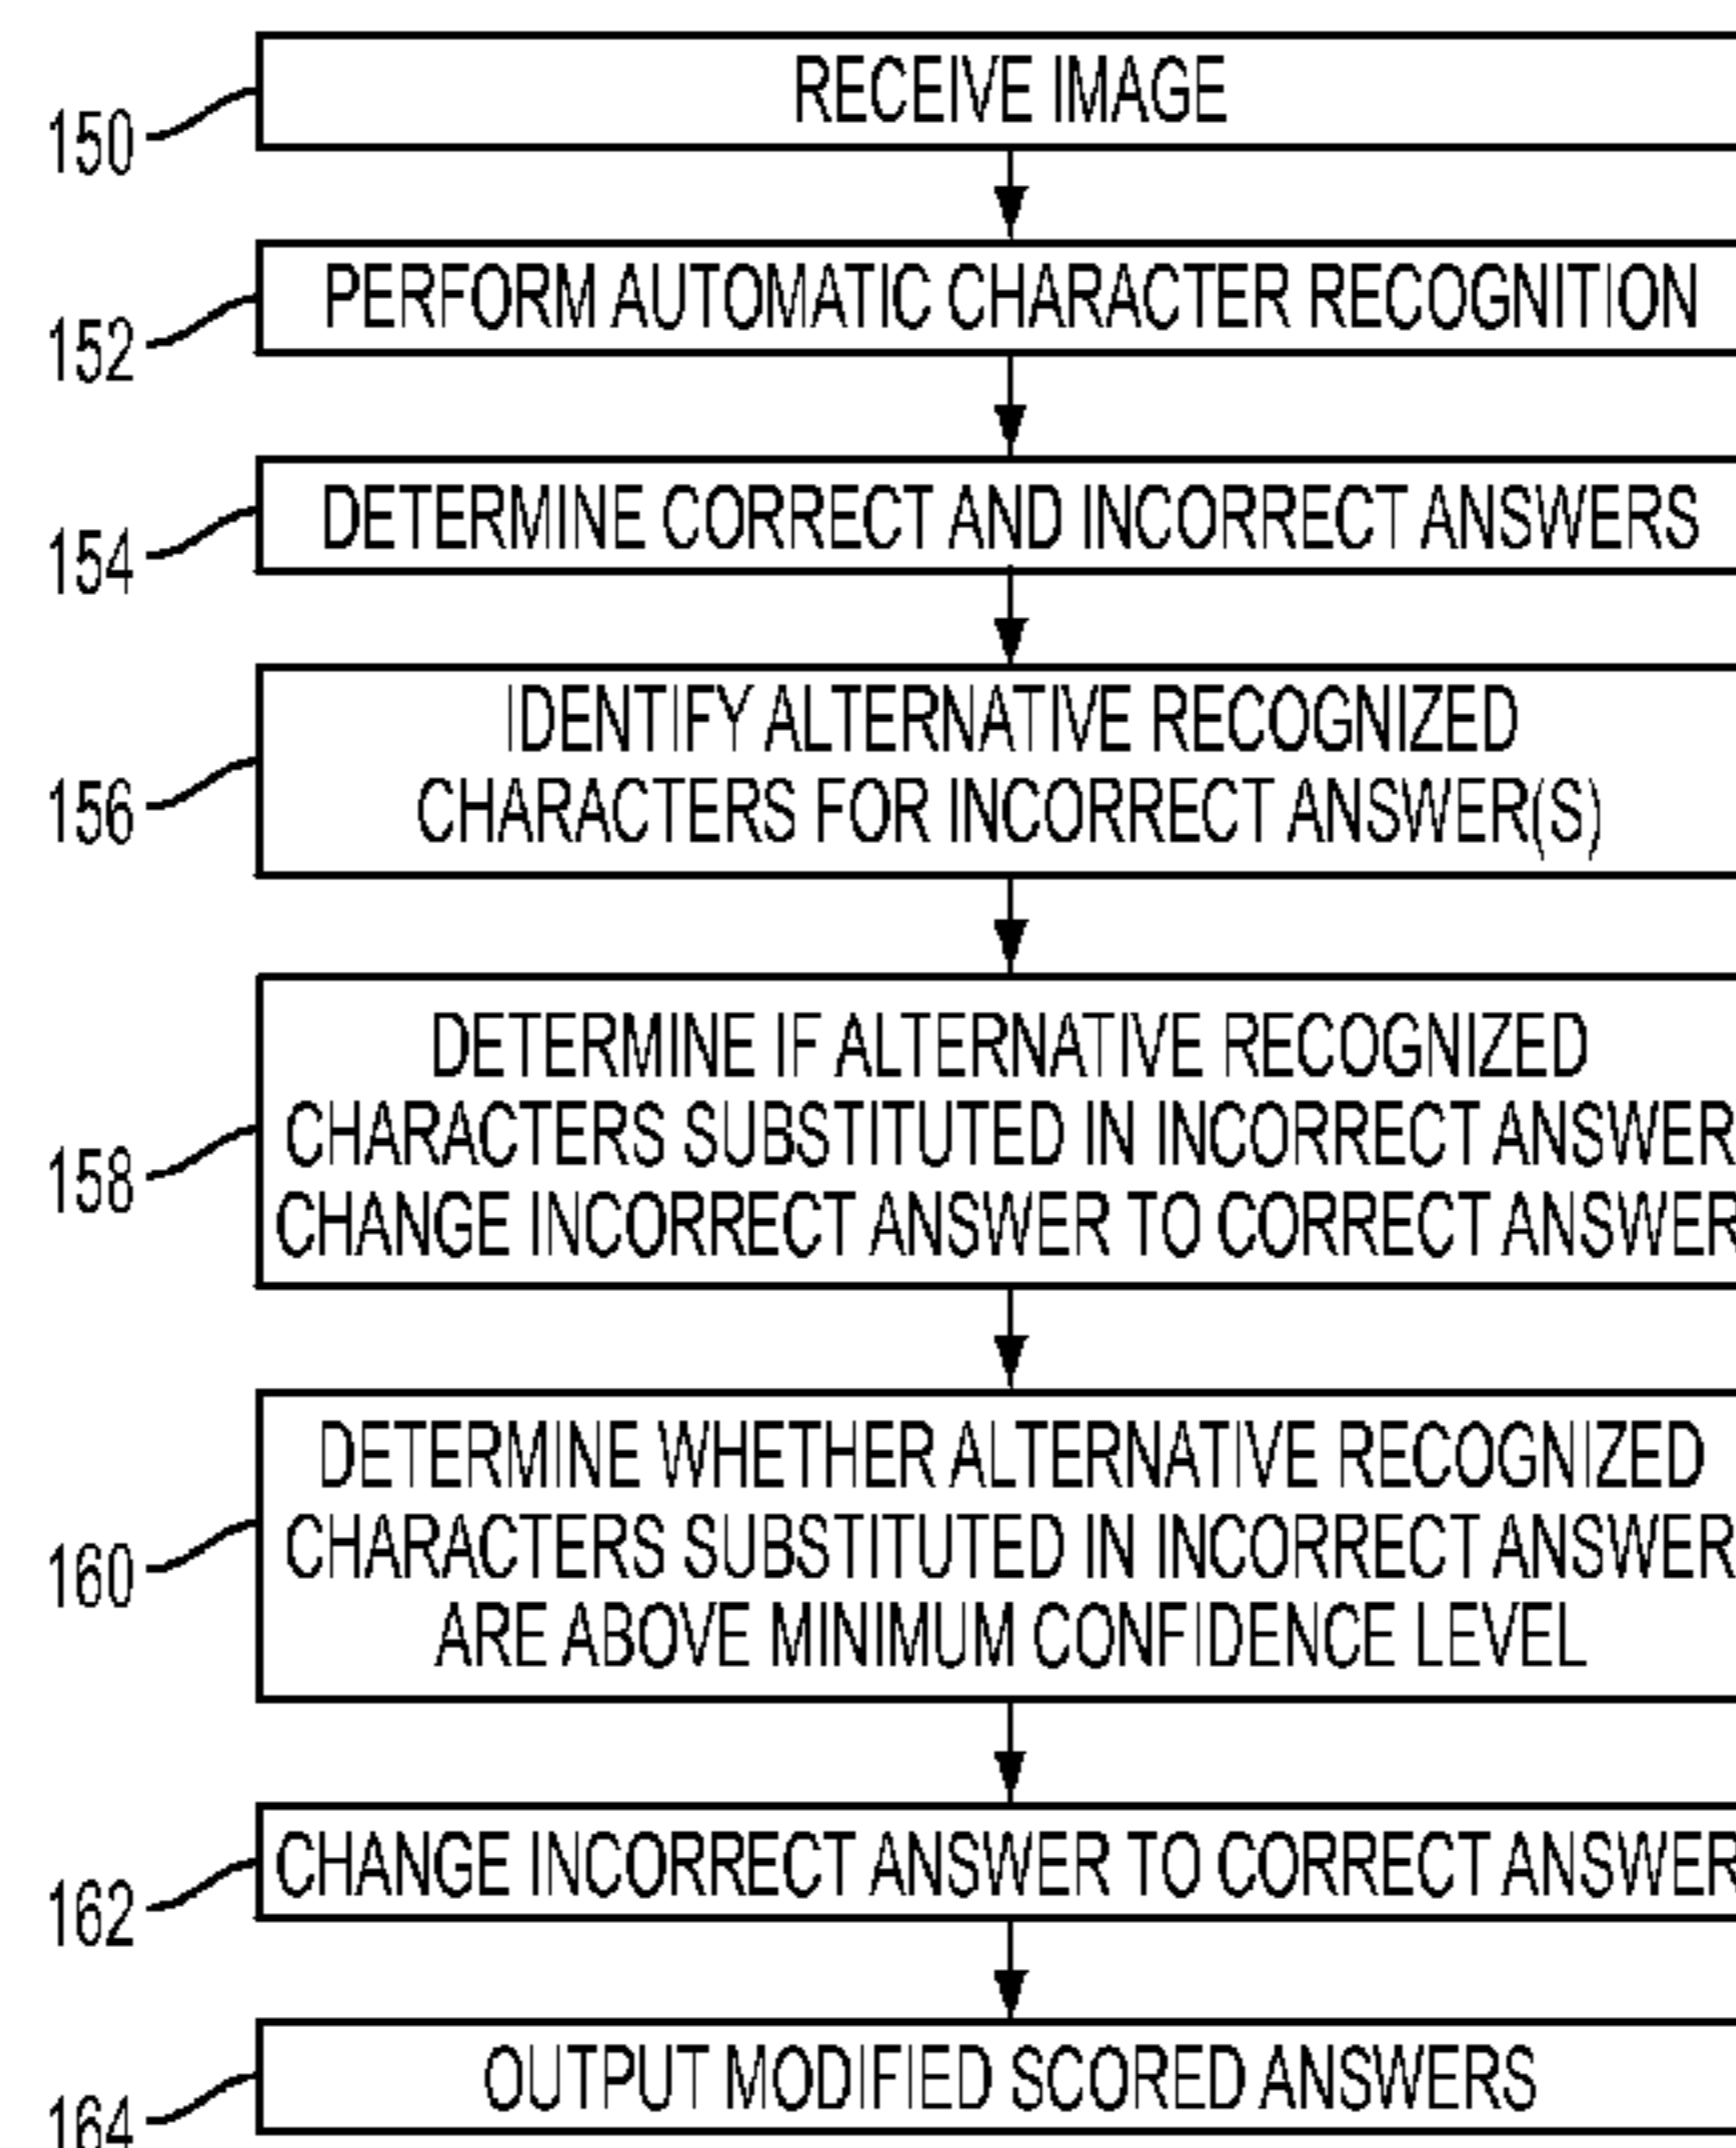 RECEIVE IMAGE
150
PERFORM AUTOMATIC CHARACTER RECOGNITION
152
DETERMINE CORRECT AND INCORRECT ANSWERS
154
IDENTIFY ALTERNATIVE RECOGNIZED
CHARACTERS FOR INCORRECT ANSWER(S)
156
DETERMINE IF ALTERNATIVE RECOGNIZED
CHARACTERS SUBSTITUTED IN INCORRECT ANSWER
CHANGE INCORRECT ANSWER TO CORRECT ANSWER
158
DETERMINE WHETHER ALTERNATIVE RECOGNIZED
CHARACTERS SUBSTITUTED IN INCORRECT ANSWER
ARE ABOVE MINIMUM CONFIDENCE LEVEL
160
CHANGE INCORRECT ANSWER TO CORRECT ANSWER
162
OUTPUT MODIFIED SCORED ANSWERS
164